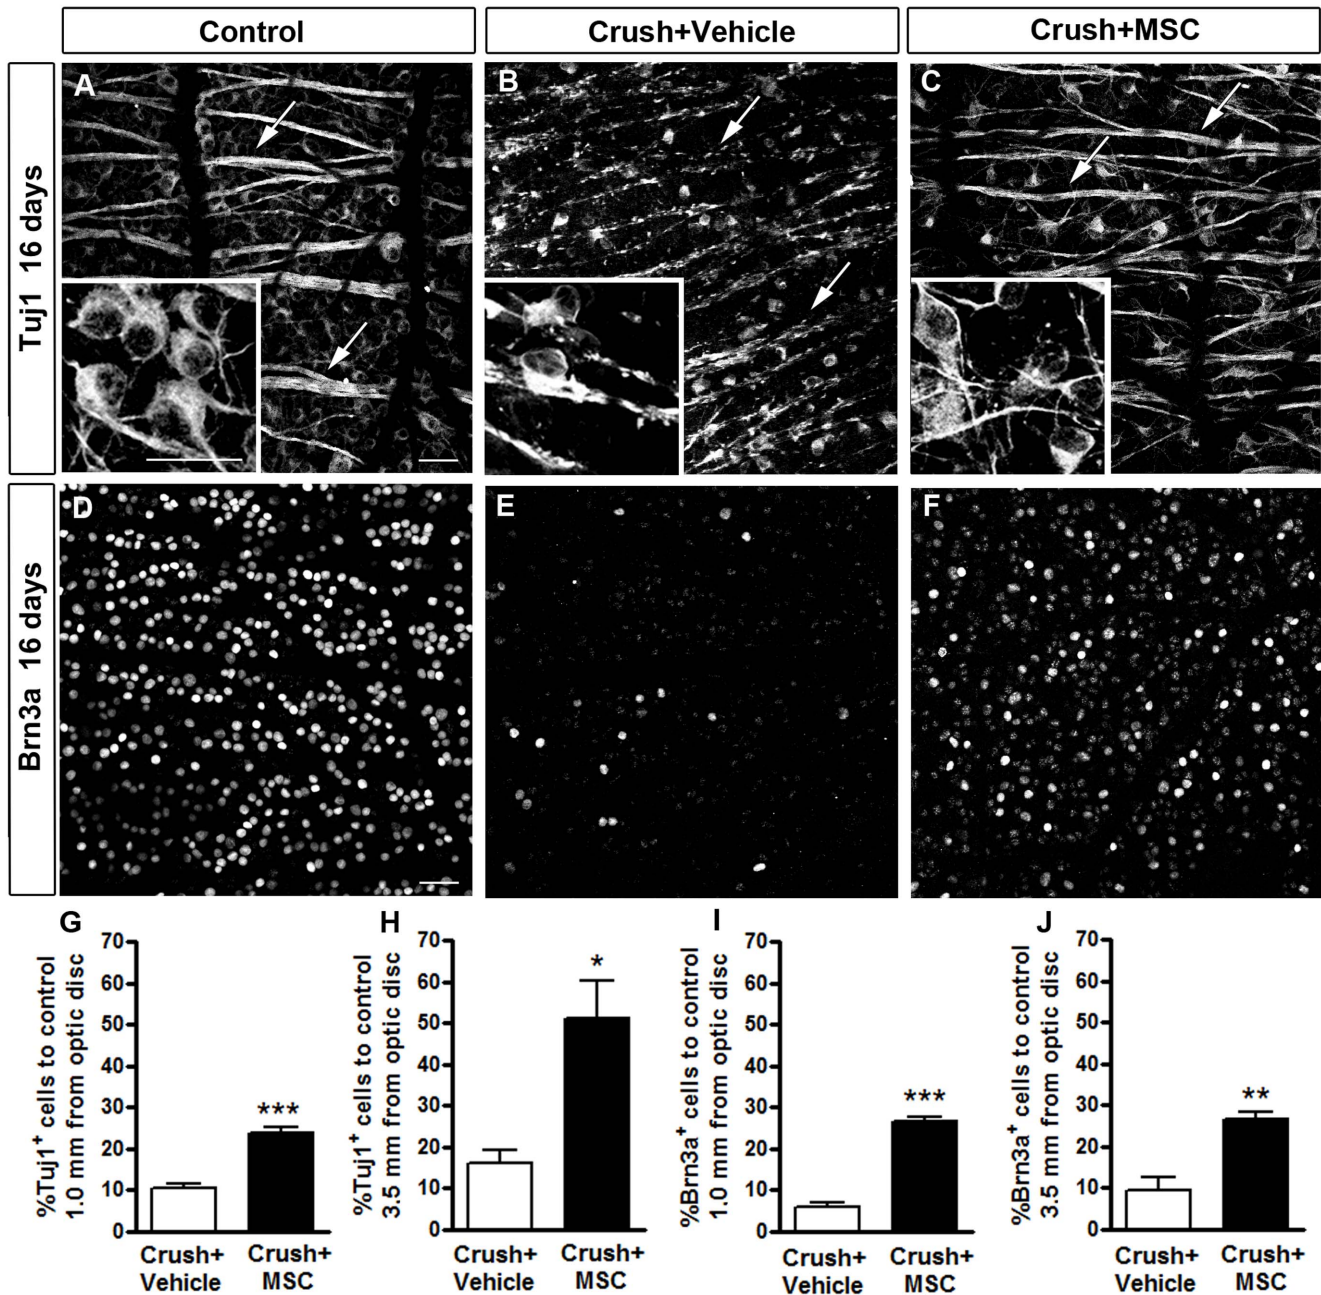 Control
Crush+Vehicle
Crush+MSC
Tuj1 16 days
A
B
C
Brn3a 16 days
D
E
F
G
%Tuj1+ cells to control
1.0 mm from optic disc
70
60
50
40
30
20
10
0
***
Crush+
Vehicle
Crush+
MSC
H
%Tuj1+ cells to control
3.5 mm from optic disc
70
60
50
40
30
20
10
0
*
Crush+
Vehicle
Crush+
MSC
I
%Brn3a+ cells to control
1.0 mm from optic disc
70
60
50
40
30
20
10
0
***
Crush+
Vehicle
Crush+
MSC
J
%Brn3a+ cells to control
3.5 mm from optic disc
70
60
50
40
30
20
10
0
**
Crush+
Vehicle
Crush+
MSC